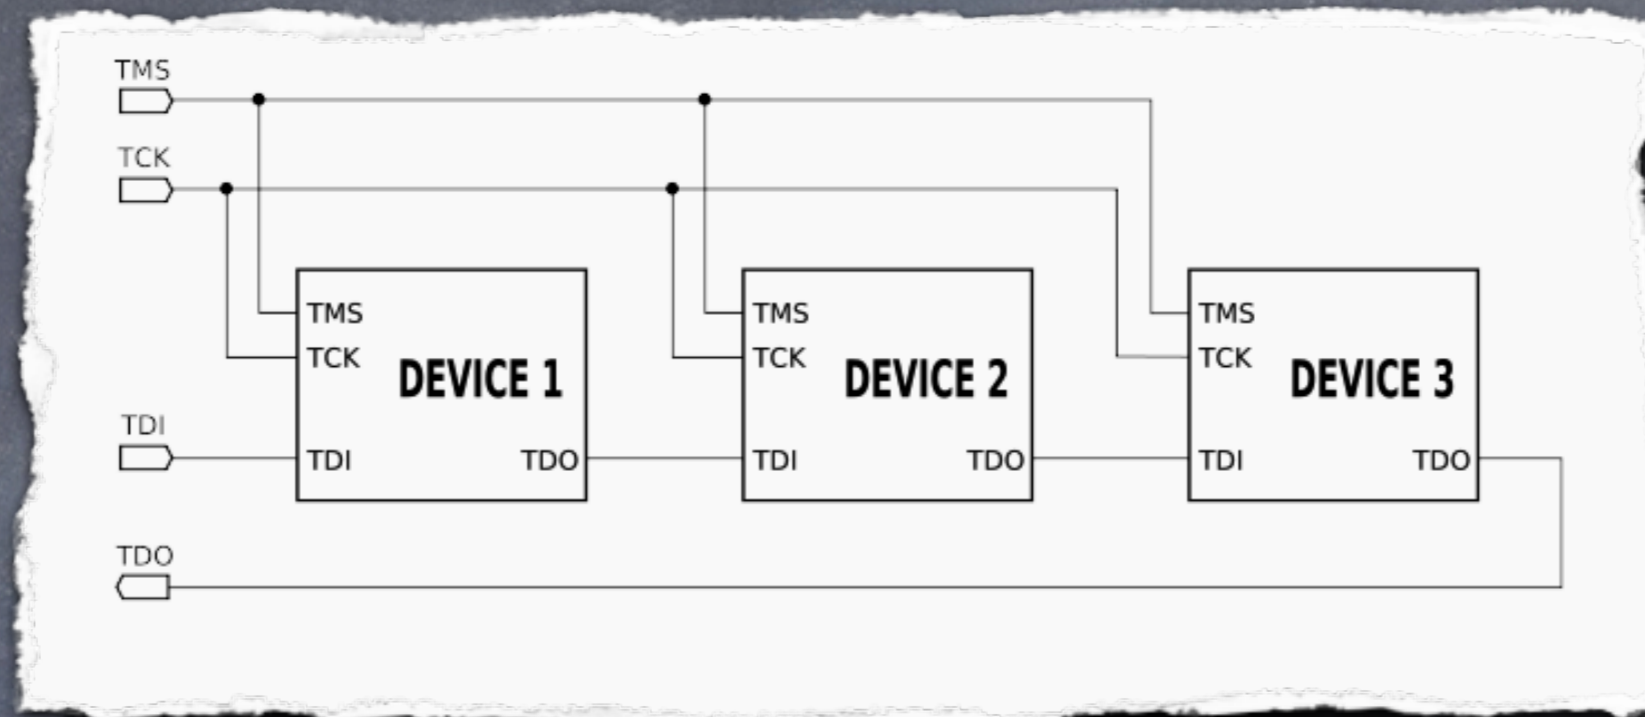 TMS
TCK
TMS
TCK
DEVICE 1
TDI
TDO
TMS
TCK
DEVICE 2
TDI
TDO
TMS
TCK
DEVICE 3
TDI
TDO
TDI
TDO